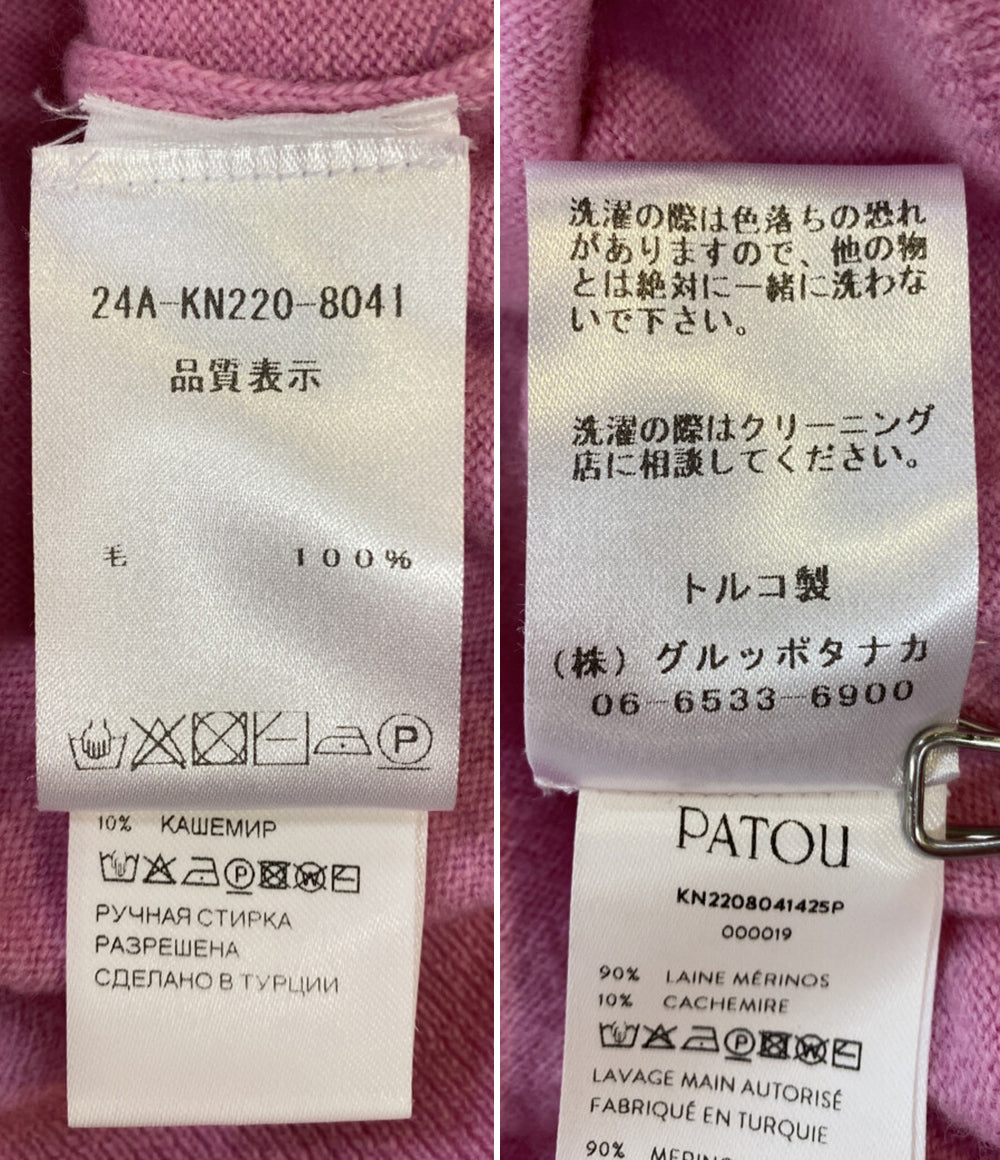 24A-KN220-8041
品質表示
毛 100%
P
10% КАШЕМИР
P W
РУЧНАЯ СТИРКА
РАЗРЕШЕНА
СДЕЛАНО В ТУРЦИИ
洗濯の際は色落ちの恐れ
がありますので、他の物
とは絶対に一緒に洗わな
いで下さい。
洗濯の際はクリーニング
店に相談してください。
トルコ製
(株)グルッポタナカ
06-6533-6900
PATOU
KN2208041425P
000019
90% LAINE MÉRINOS
10% CACHEMIRE
P W
LAVAGE MAIN AUTORISÉ
FABRIQUÉ EN TURQUIE
90%